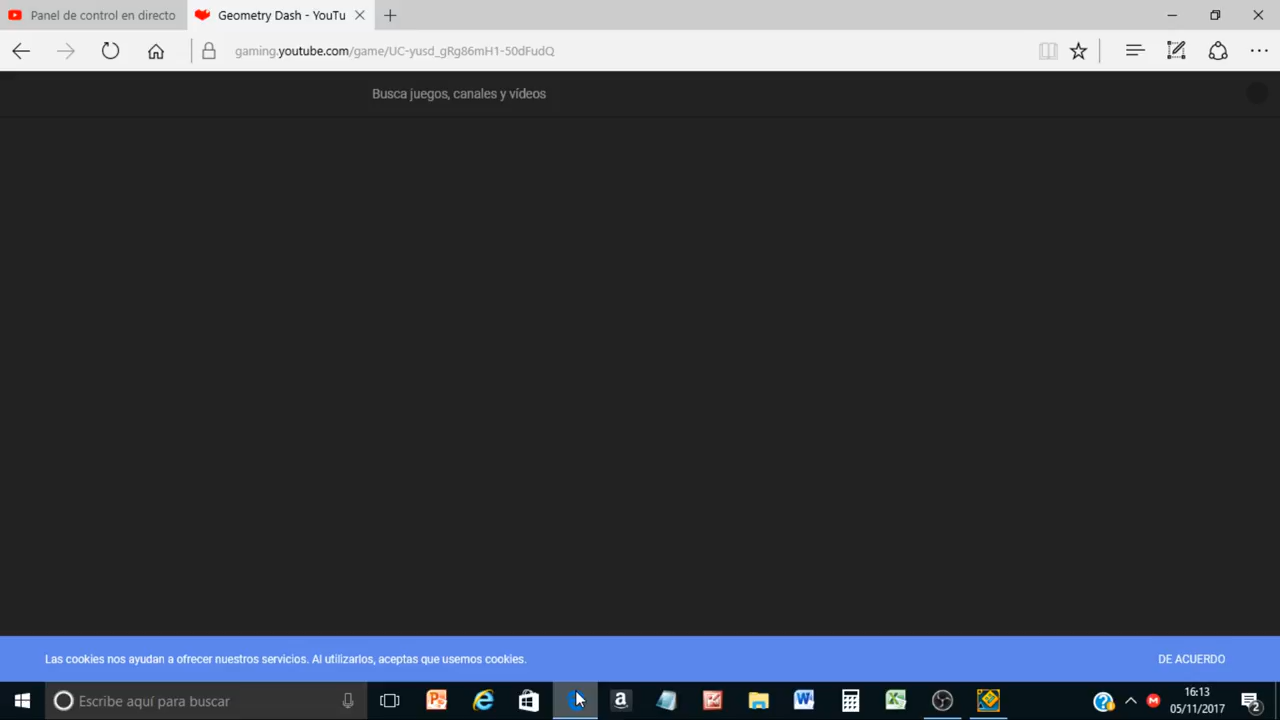 Panel de control en directo
Geometry Dash - YouTu
gaming.youtube.com/game/UC-yusd_gRg86mH1-50dFudQ
Busca juegos, canales y vídeos
Las cookies nos ayudan a ofrecer nuestros servicios. Al utilizarlos, aceptas que usemos cookies.
DE ACUERDO
Escribe aquí para buscar
16:13
05/11/2017
2